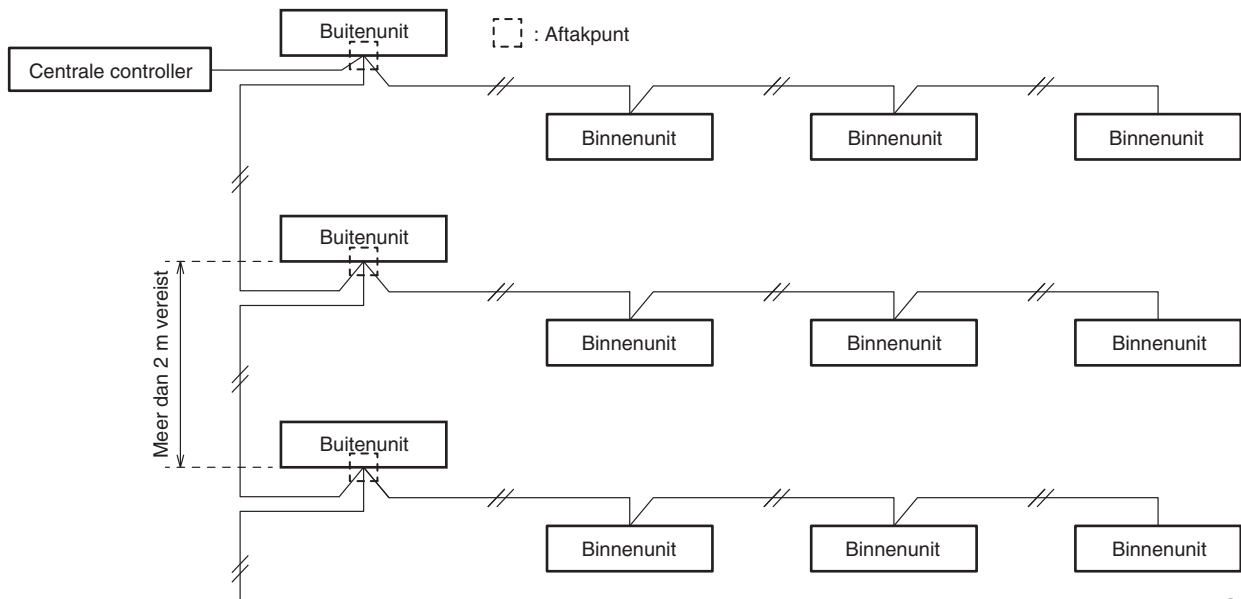 Buitenunit
: Aftakpunt
Centrale controller
Binnenunit
Binnenunit
Binnenunit
Buitenunit
Meer dan 2 m vereist
Binnenunit
Binnenunit
Binnenunit
Buitenunit
Binnenunit
Binnenunit
Binnenunit